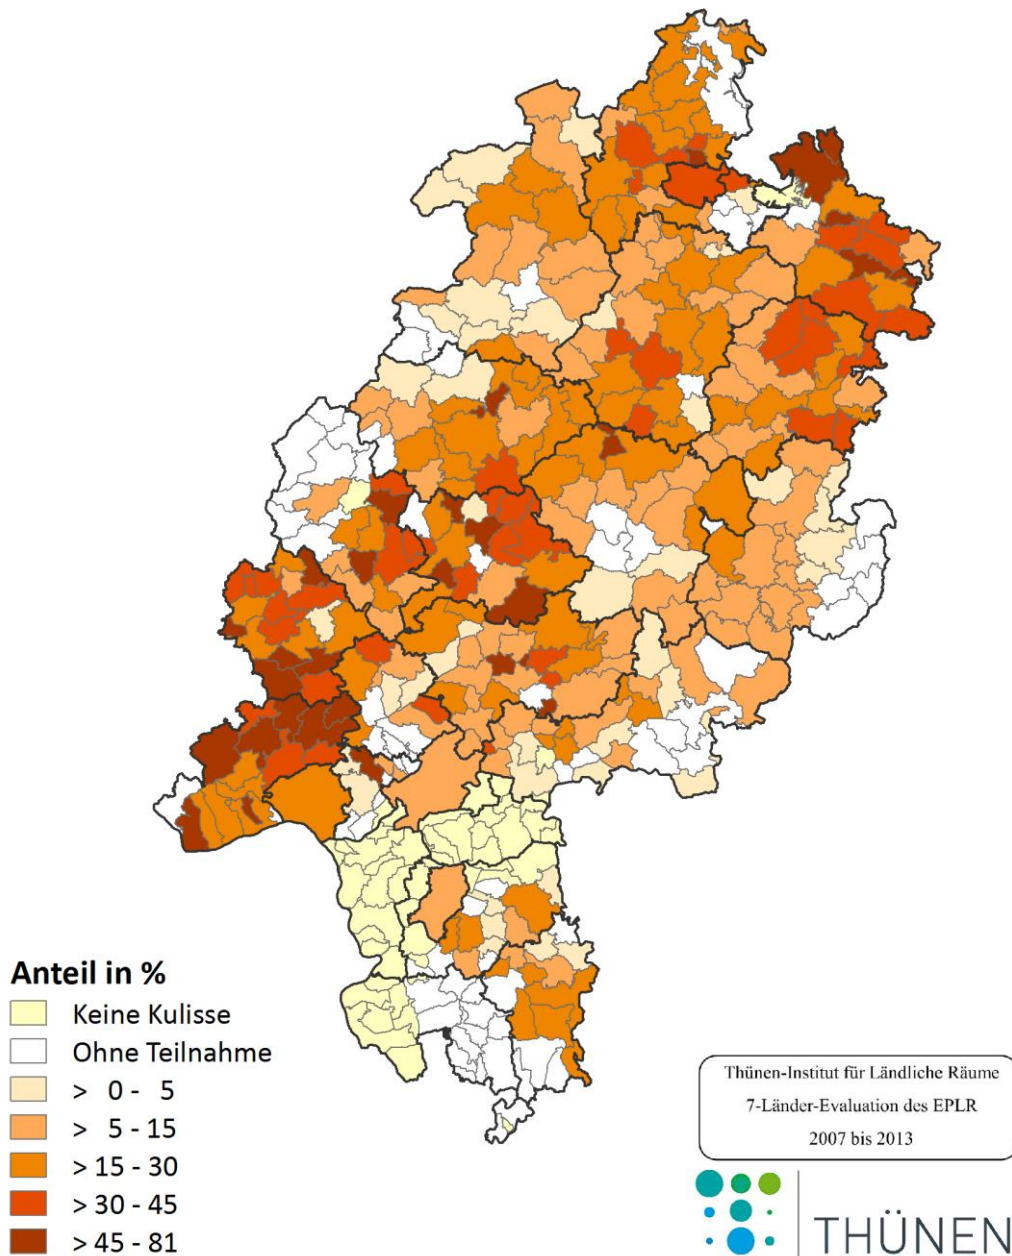 Anteil in %
Keine Kulisse
Ohne Teilnahme
> 0 - 5
> 5 - 15
> 15 - 30
> 30 - 45
> 45 - 81
Thünen-Institut für Ländliche Räume
7-Länder-Evaluation des EPLR
2007 bis 2013
THÜNEN